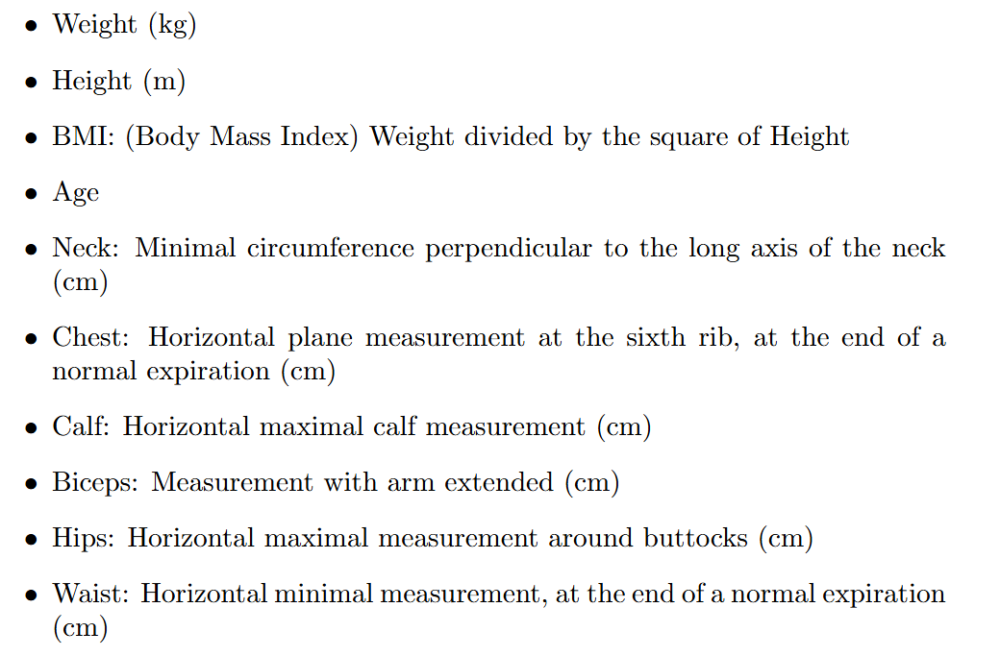 • Weight (kg)
• Height (m)
• BMI: (Body Mass Index) Weight divided by the square of Height
• Age
• Neck: Minimal circumference perpendicular to the long axis of the neck
(cm)
• Chest: Horizontal plane measurement at the sixth rib, at the end of a
normal expiration (cm)
• Calf: Horizontal maximal calf measurement (cm)
• Biceps: Measurement with arm extended (cm)
• Hips: Horizontal maximal measurement around buttocks (cm)
• Waist: Horizontal minimal measurement, at the end of a normal expiration
(cm)